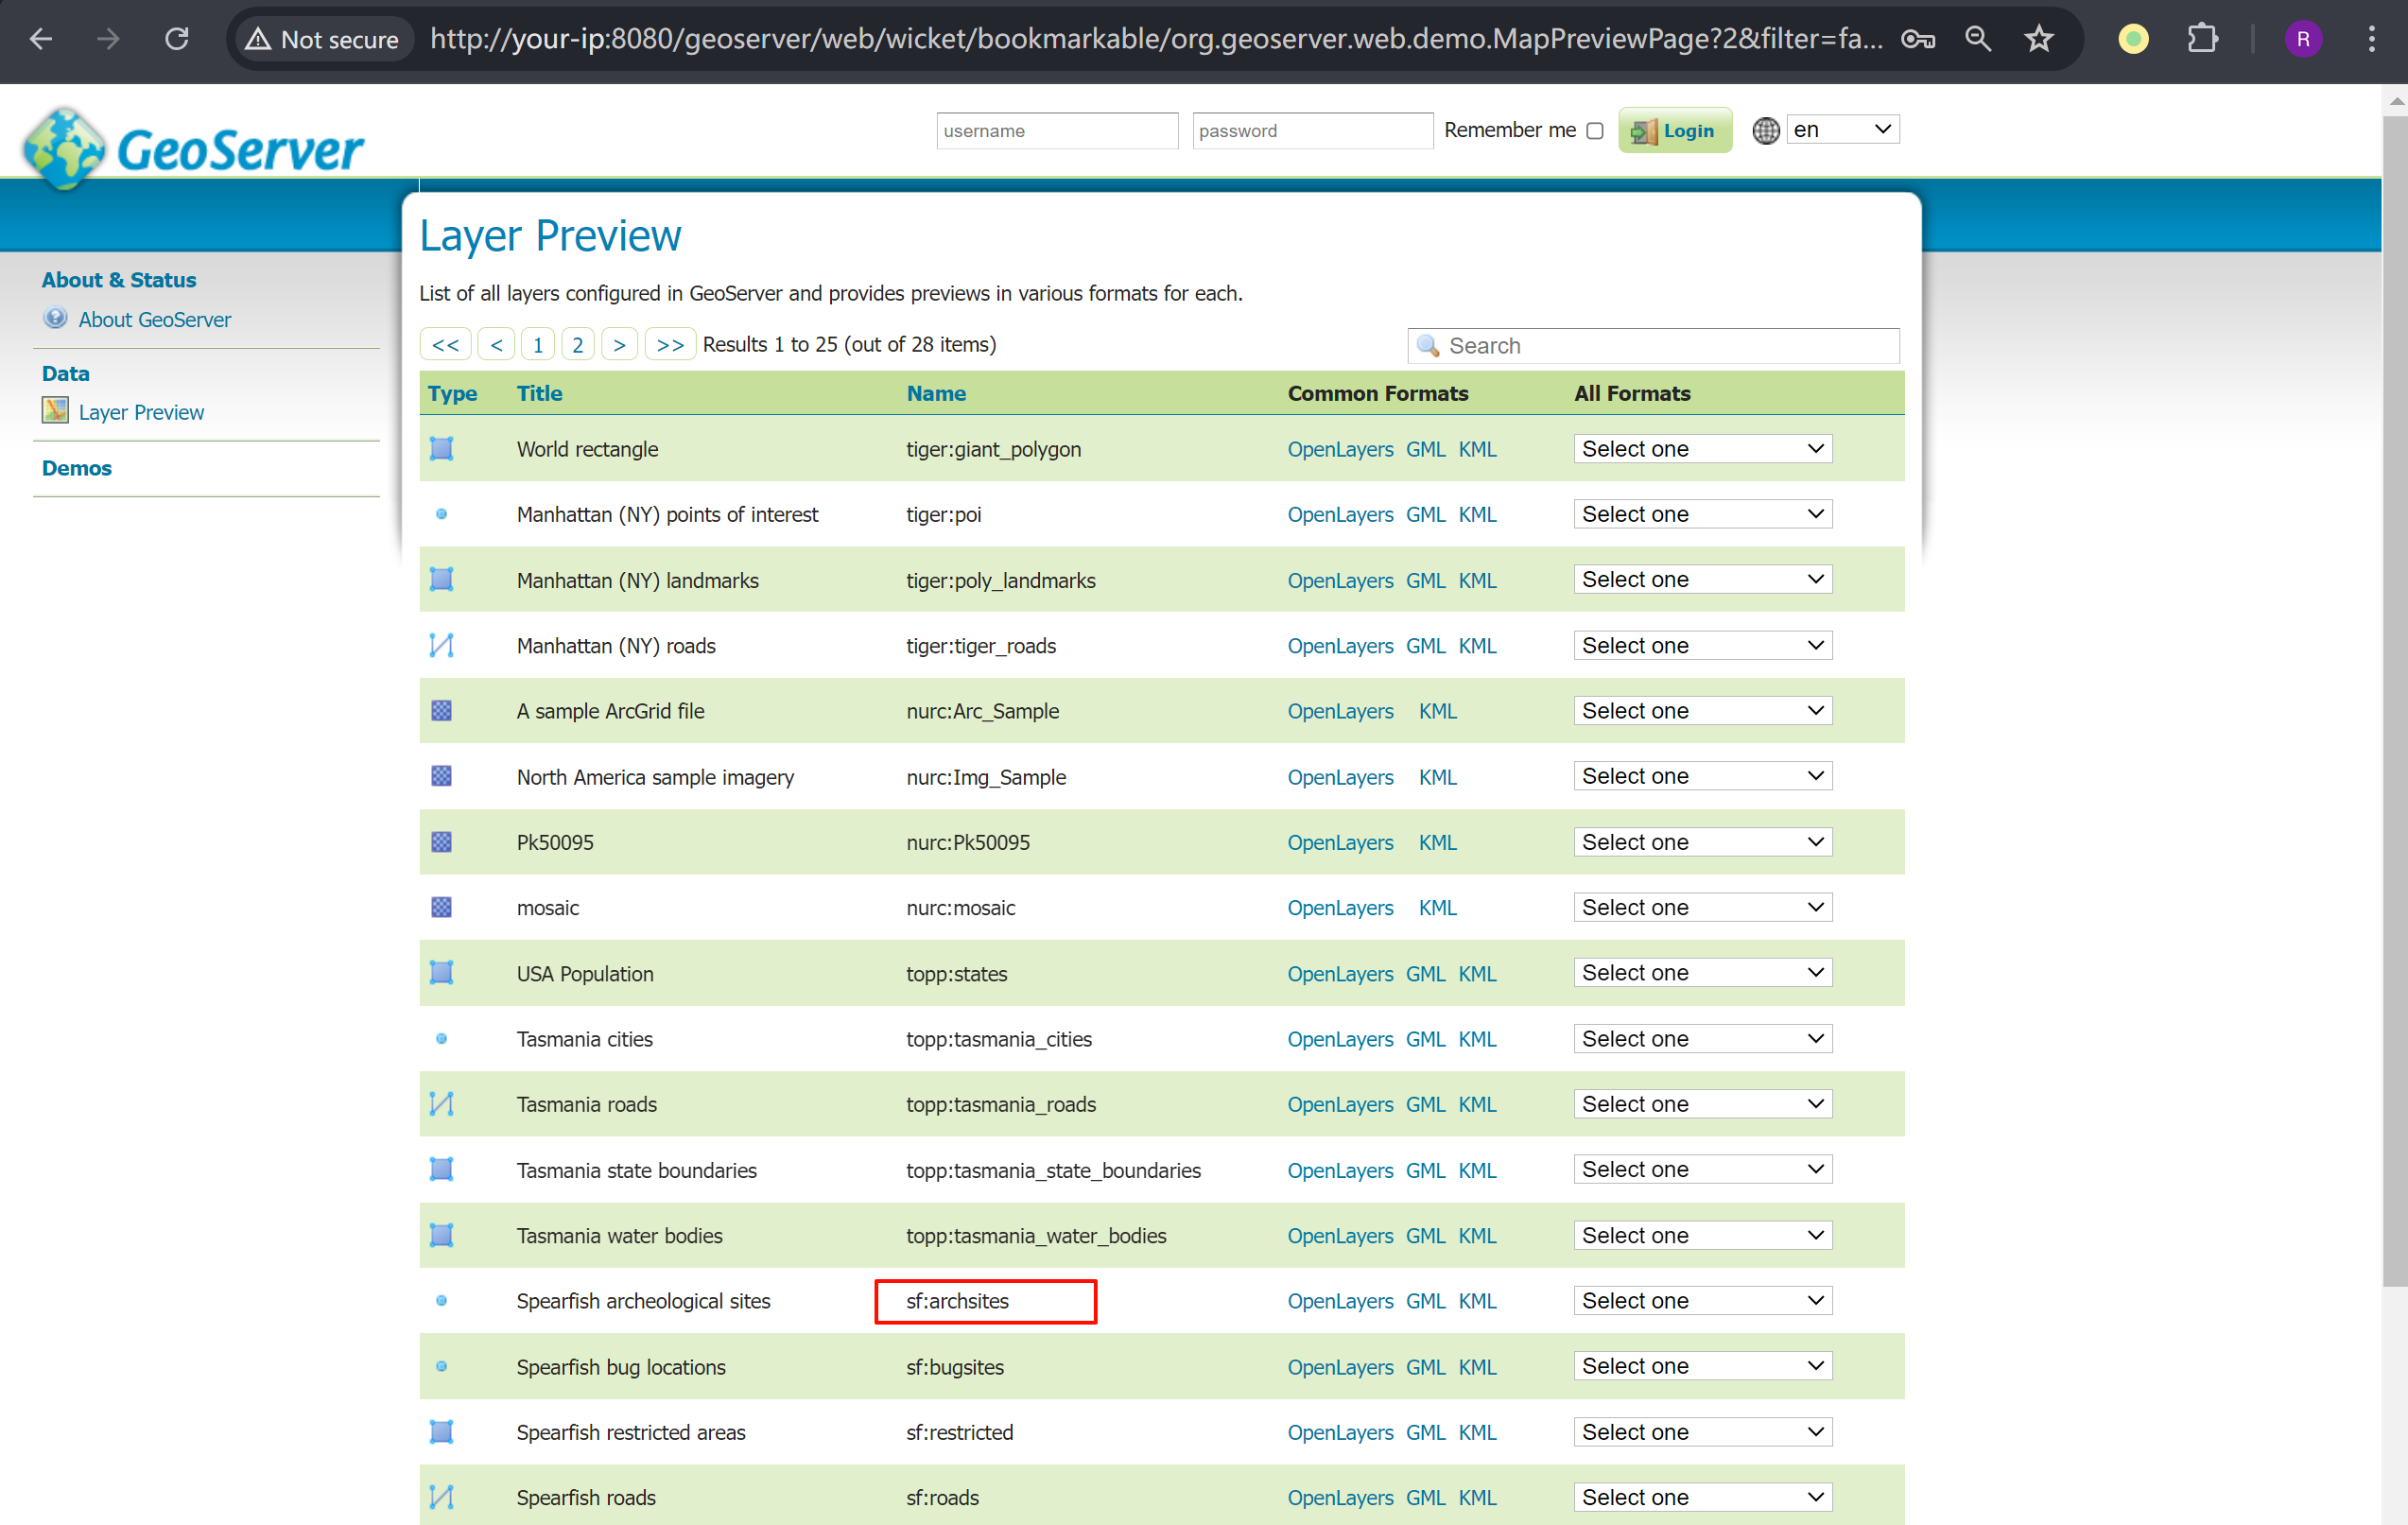 Not secure http://your-ip:8080/geoserver/web/wicket/bookmarkable/org.geoserver.web.demo.MapPreviewPage?2&filter=fa... R
GeoServer username password Remember me Login en
Layer Preview
About & Status
About GeoServer
Data
Layer Preview
Demos
List of all layers configured in GeoServer and provides previews in various formats for each.
<< < 1 2 > >> Results 1 to 25 (out of 28 items) Search
Type Title Name Common Formats All Formats
World rectangle tiger:giant_polygon OpenLayers GML KML Select one
Manhattan (NY) points of interest tiger:poi OpenLayers GML KML Select one
Manhattan (NY) landmarks tiger:poly_landmarks OpenLayers GML KML Select one
Manhattan (NY) roads tiger:tiger_roads OpenLayers GML KML Select one
A sample ArcGrid file nurc:Arc_Sample OpenLayers KML Select one
North America sample imagery nurc:Img_Sample OpenLayers KML Select one
Pk50095 nurc:Pk50095 OpenLayers KML Select one
mosaic nurc:mosaic OpenLayers KML Select one
USA Population topp:states OpenLayers GML KML Select one
Tasmania cities topp:tasmania_cities OpenLayers GML KML Select one
Tasmania roads topp:tasmania_roads OpenLayers GML KML Select one
Tasmania state boundaries topp:tasmania_state_boundaries OpenLayers GML KML Select one
Tasmania water bodies topp:tasmania_water_bodies OpenLayers GML KML Select one
Spearfish archeological sites sf:archsites OpenLayers GML KML Select one
Spearfish bug locations sf:bugsites OpenLayers GML KML Select one
Spearfish restricted areas sf:restricted OpenLayers GML KML Select one
Spearfish roads sf:roads OpenLayers GML KML Select one